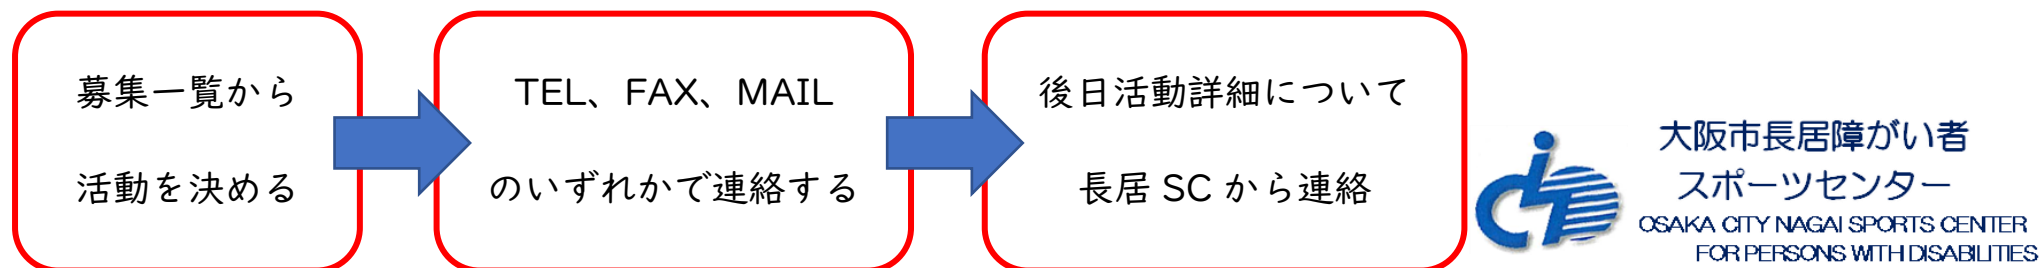 募集一覧から
活動を決める
TEL、FAX、MAIL
のいずれかで連絡する
後日活動詳細について
長居 SC から連絡
大阪市長居障がい者
スポーツセンター
OSAKA CITY NAGAI SPORTS CENTER
FOR PERSONS WITH DISABILITIES